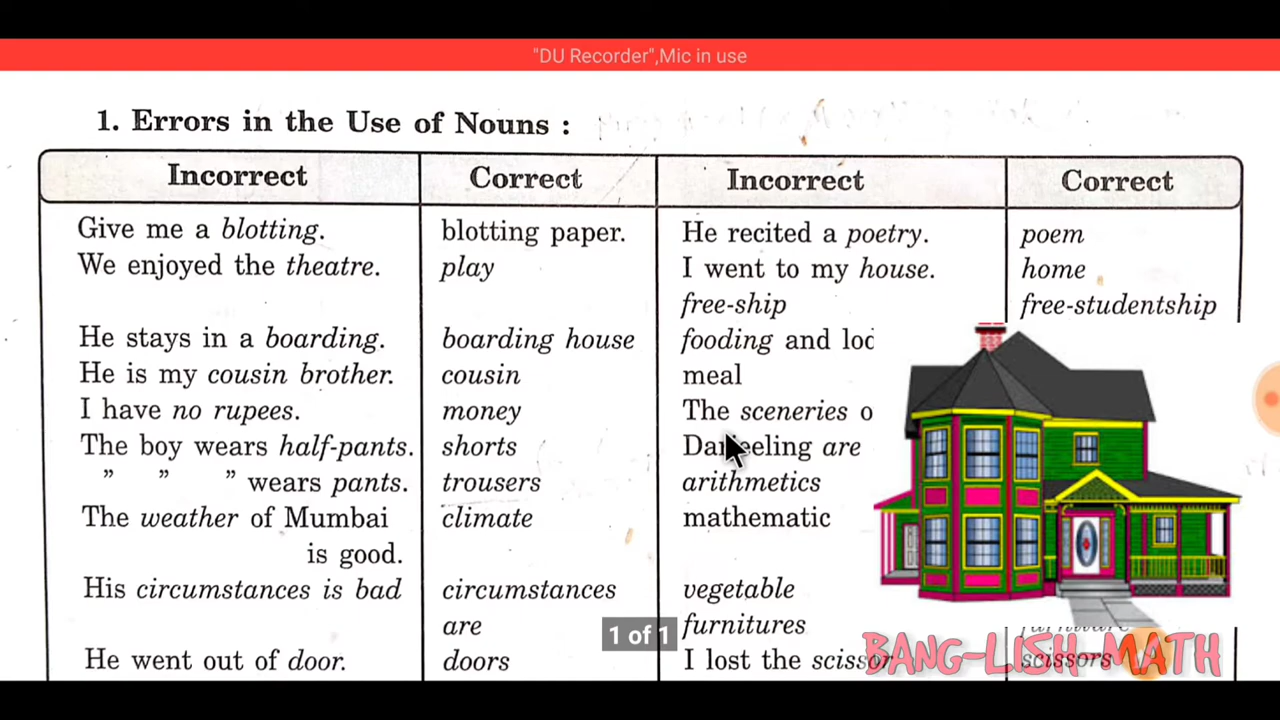 "DU Recorder",Mic in use
1. Errors in the Use of Nouns :
Incorrect Correct Incorrect Correct
Give me a blotting. blotting paper. He recited a poetry. poem
We enjoyed the theatre. play I went to my house. home
free-ship free-studentship
He stays in a boarding. boarding house fooding and
He is my cousin brother. cousin meal
I have no rupees. money The sceneries
The boy wears half-pants. shorts are
” ” ” wears pants. trousers arithmetics
The weather of Mumbai climate mathematic
is good.
His circumstances is bad circumstances vegetable
are furnitures
1 of 1
He went out of door. doors I lost the scissor scissors
BANG-LISH-MATH